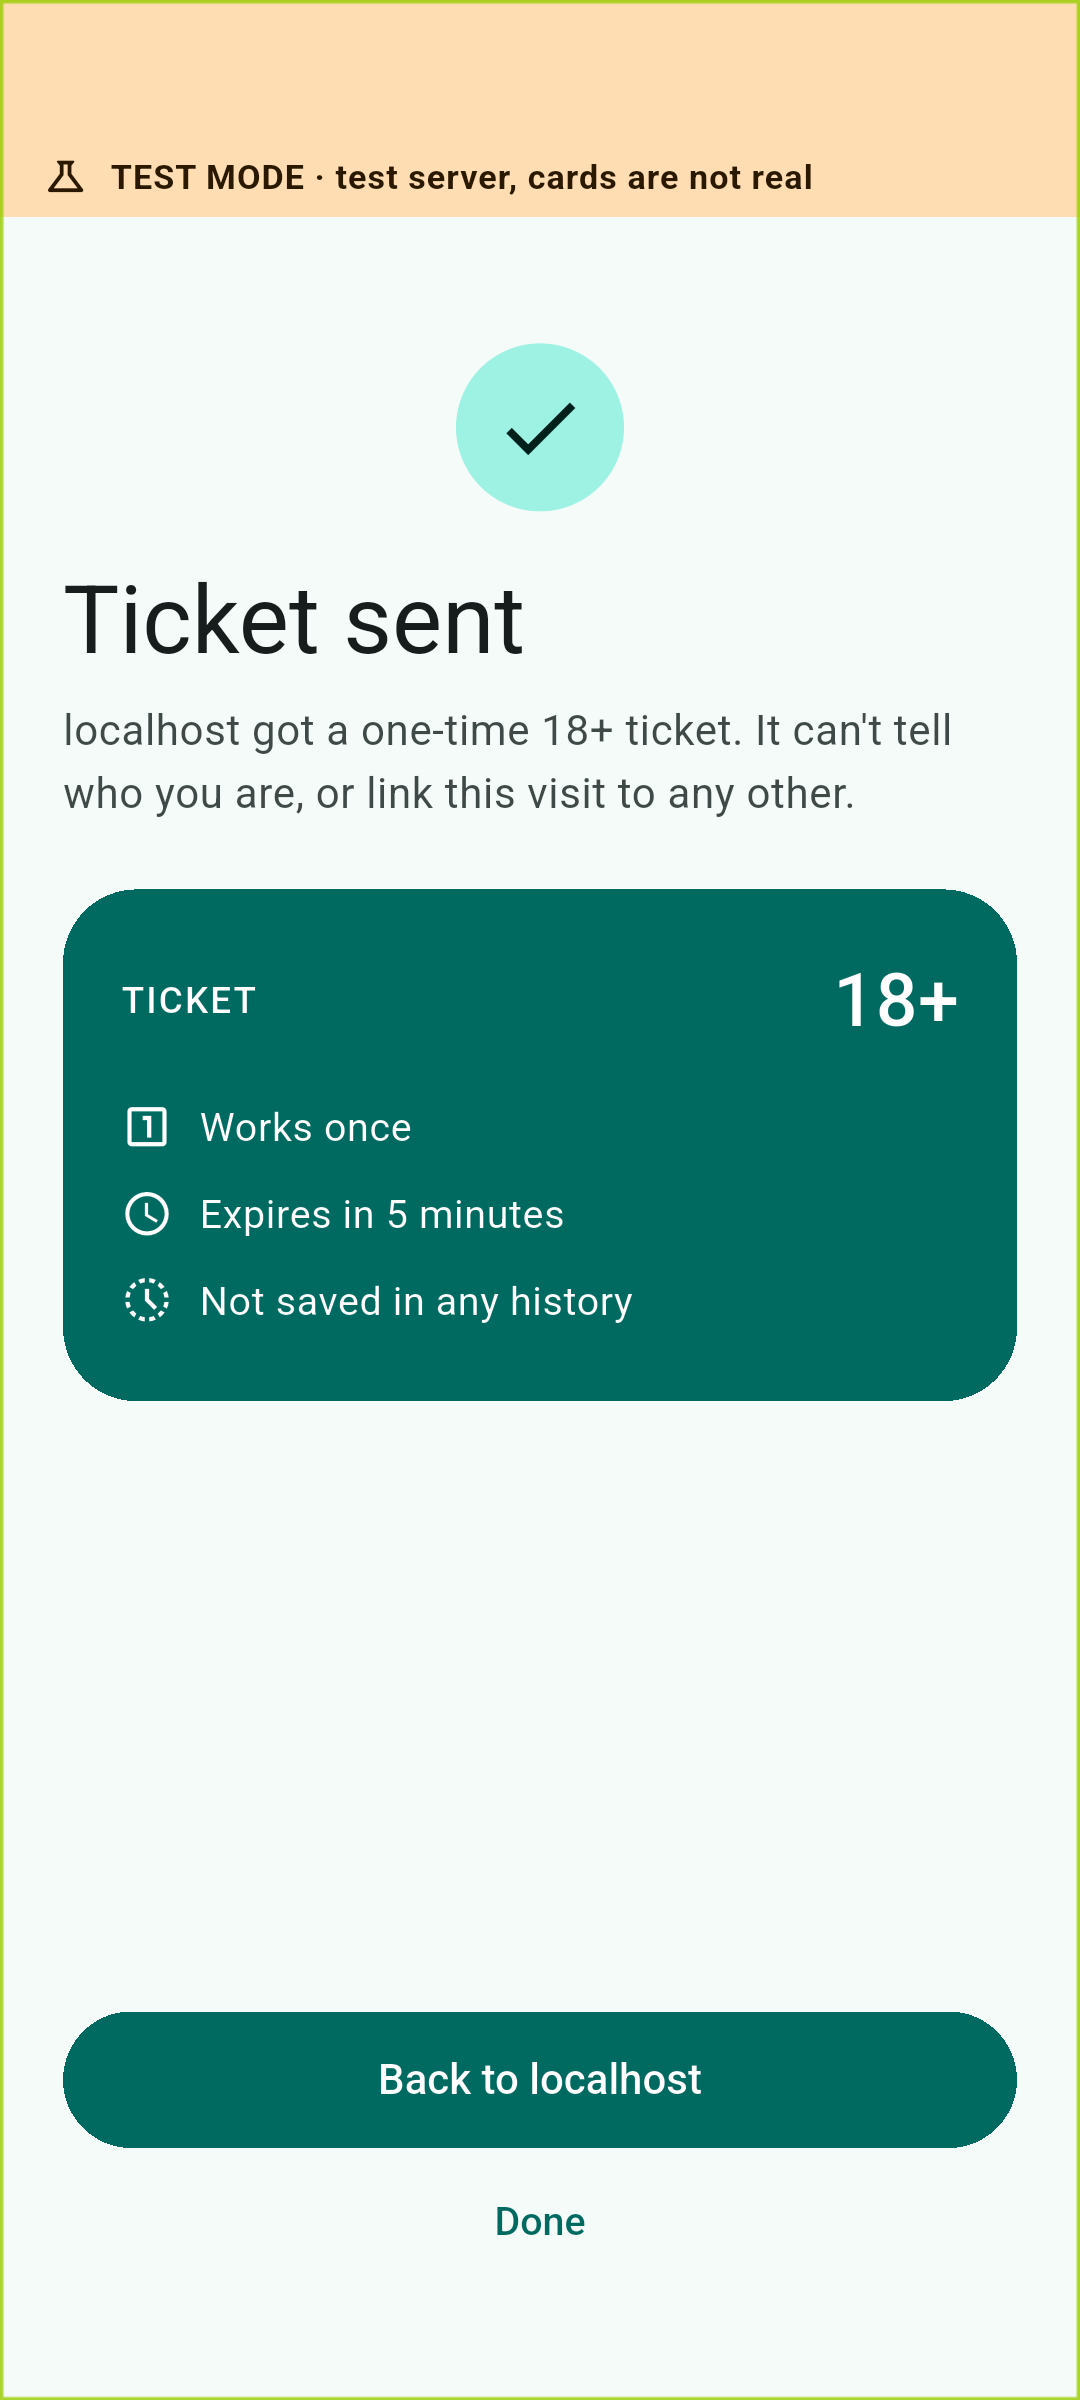 TEST MODE · test server, cards are not real
Ticket sent
localhost got a one-time 18+ ticket. It can't tell
who you are, or link this visit to any other.
TICKET
18+
1
Works once
Expires in 5 minutes
Not saved in any history
Back to localhost
Done